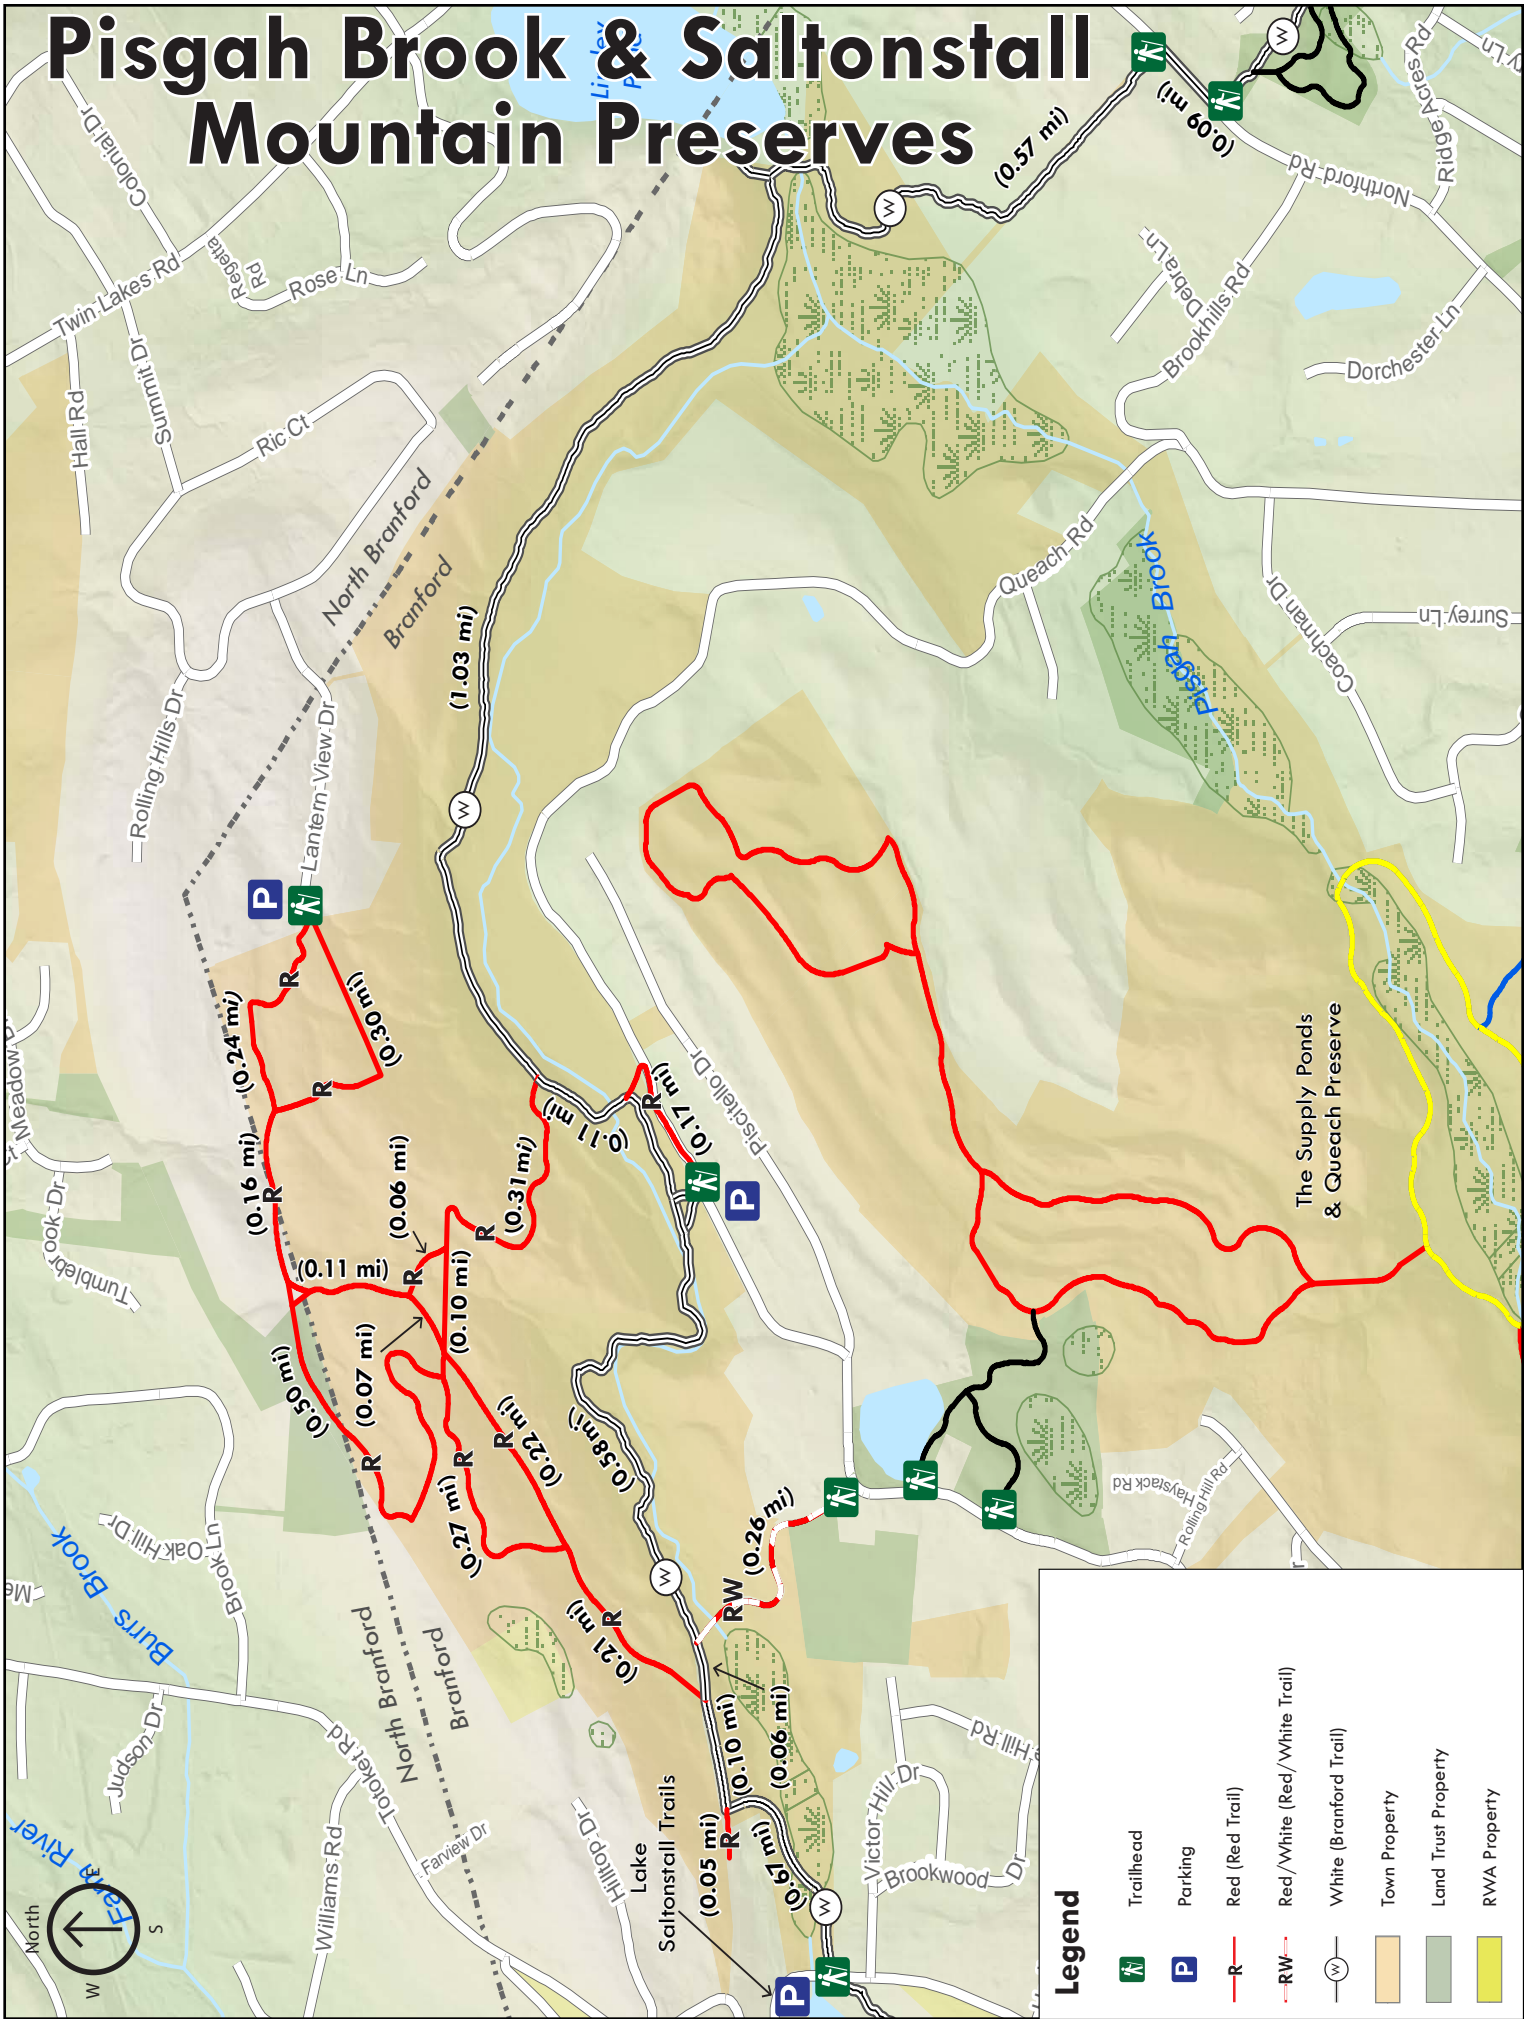 Pisgah Brook & Saltonstall
Mountain Preserves
Linsley
Colonial Dr
Twin Lakes Rd
Regetta
Rd
Rose Ln
Hall Rd
Summit Dr
Ric Ct
North Branford
Branford
Rolling Hills Dr
Lantern View Dr
P
(0.57 mi)
(0.09 mi)
W
W
Northford Rd
Ridge Acres Rd
Debra Ln
Brookhills Rd
Dorchester Ln
(1.03 mi)
W
Queach Rd
Pisgah Brook
Coachman Dr
Surrey Ln
R
(0.24 mi)
(0.30 mi)
R
(0.16 mi)
R
(0.06 mi)
(0.11 mi)
R
R
(0.31 mi)
(0.10 mi)
(0.11 mi)
R
(0.17 mi)
P
Piscitello Dr
(0.07 mi)
(0.50 mi)
R
R
(0.27 mi)
R
(0.22 mi)
(0.58mi)
W
(0.26 mi)
RW
R
(0.21 mi)
(0.10 mi)
(0.06 mi)
(0.05 mi)
R
(0.67 mi)
W
P
Lake
Saltonstall Trails
The Supply Ponds
& Queach Preserve
Meadow
Tumblebrook Dr
Burrs Brook
Oak Hill Dr
Brook Ln
Judson Dr
Totoket Rd
North Branford
Branford
Williams Rd
Farview Dr
Hilltop Dr
Farm River
Haystack Rd
Rolling Hill Rd
Victor Hill Dr
Brookwood Dr
Hill Rd
North
W
E
S
Legend
Trailhead
P Parking
R Red (Red Trail)
RW Red/White (Red/White Trail)
W White (Branford Trail)
Town Property
Land Trust Property
RWA Property